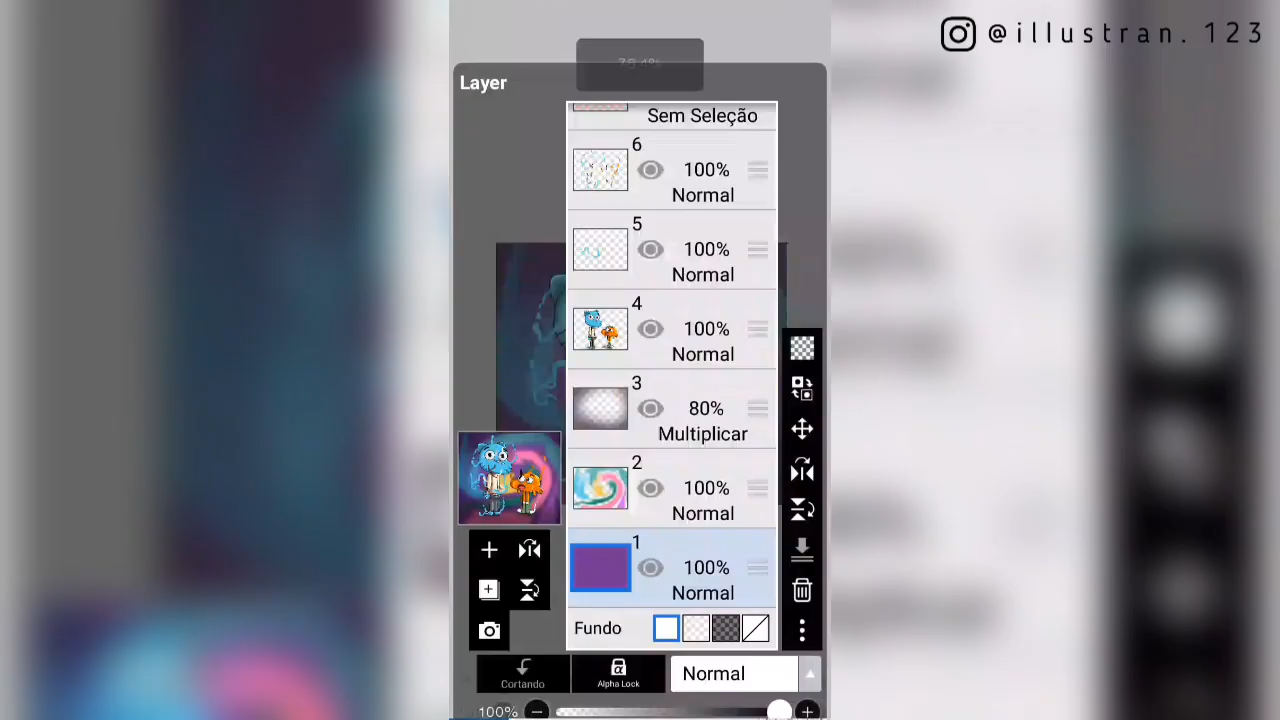 @illustran.123
Layer
Sem Seleção
6
100%
Normal
5
100%
Normal
4
100%
Normal
3
80%
Multiplicar
2
100%
Normal
1
100%
Normal
Fundo
Cortando
Alpha Lock
Normal
100%